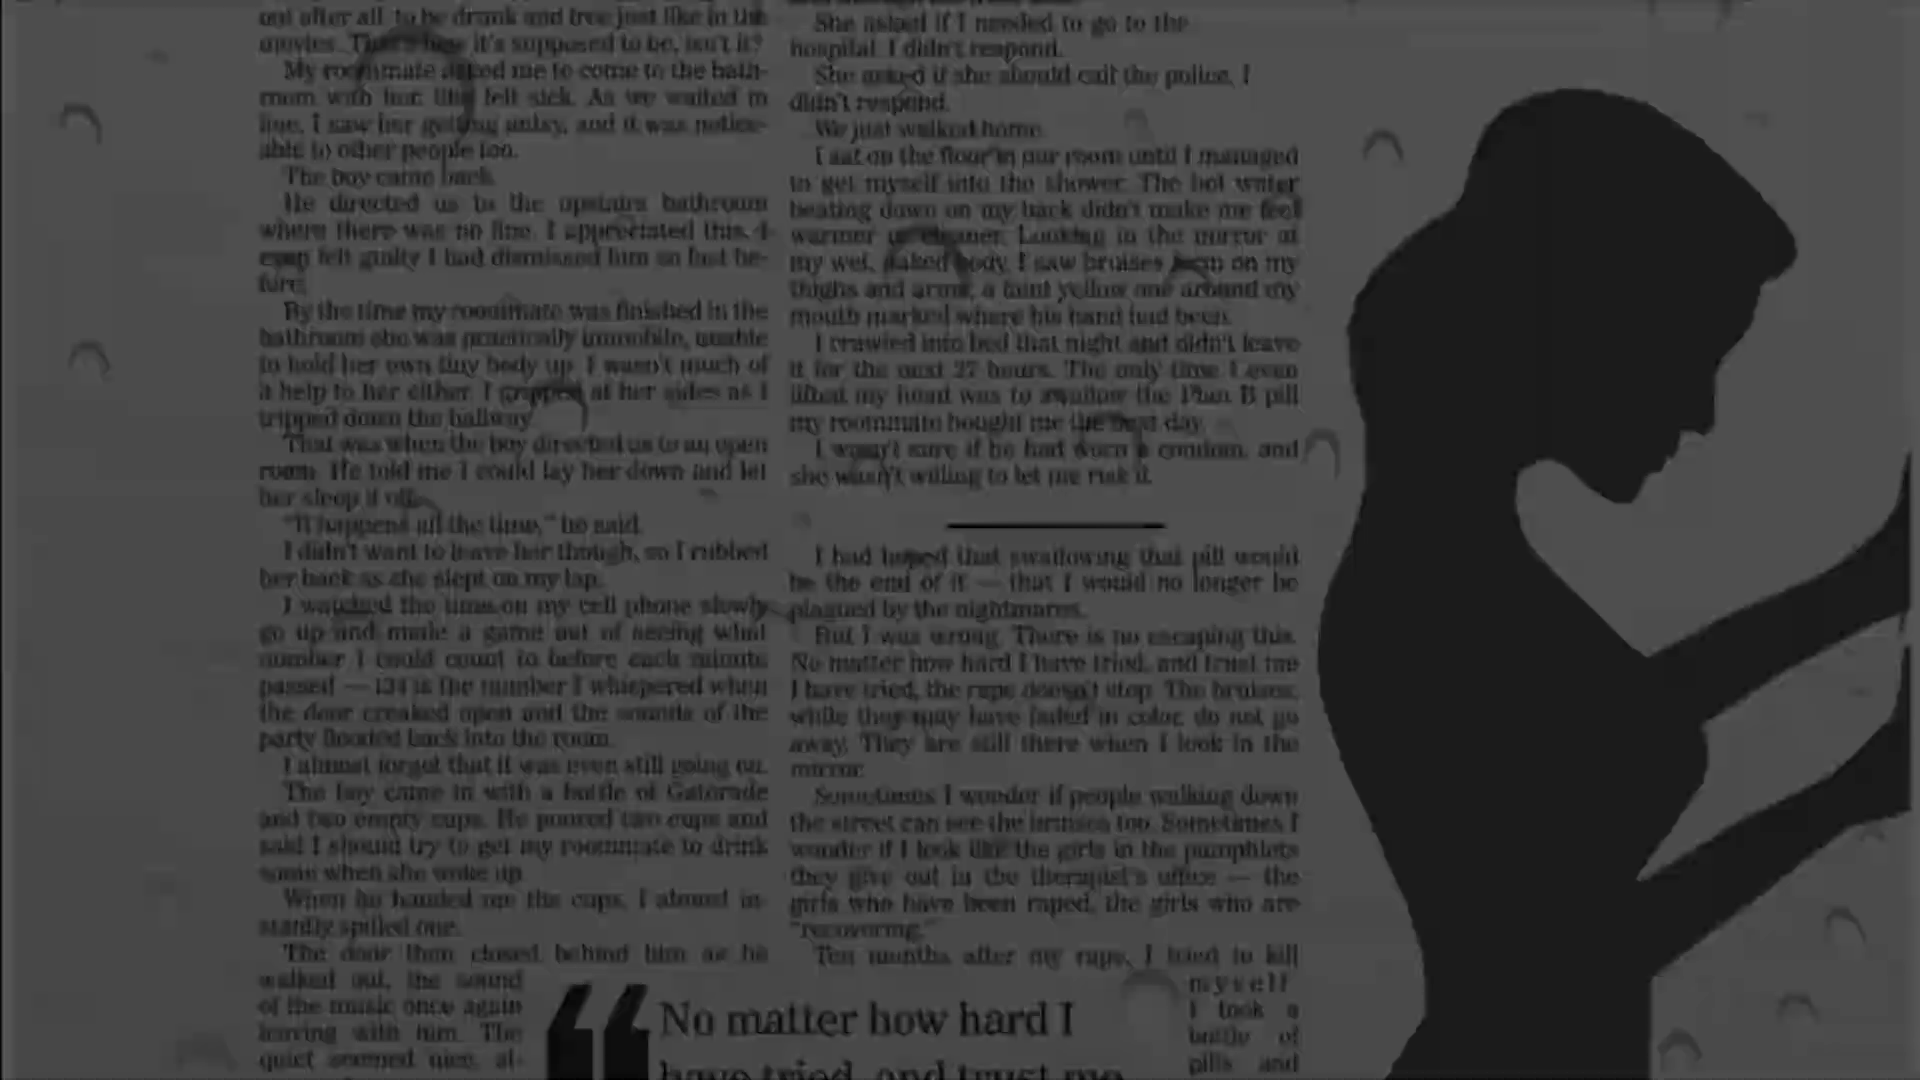 out after all, to be drunk and free just like in the
movies. That's how it's supposed to be, isn't it?
My roommate asked me to come to the bath-
room with her. She felt sick. As we waited in
line, I saw her getting antsy, and it was notice-
able to other people too.
The boy came back.
He directed us to the upstairs bathroom
where there was no line. I appreciated this. I
even felt guilty I had dismissed him so fast be-
fore.
By the time my roommate was finished in the
bathroom she was practically immobile, unable
to hold her own tiny body up. I wasn't much of
a help to her either. I gripped at her sides as I
tripped down the hallway.
That was when the boy directed us to an open
room. He told me I could lay her down and let
her sleep it off.
"It happens all the time," he said.
I didn't want to leave her though, so I rubbed
her back as she slept on my lap.
I watched the time on my cell phone slowly
go up and made a game out of seeing what
number I could count to before each minute
passed — 134 is the number I whispered when
the door creaked open and the sounds of the
party flooded back into the room.
I almost forgot that it was even still going on.
The boy came in with a bottle of Gatorade
and two empty cups. He poured two cups and
said I should try to get my roommate to drink
some when she woke up.
When he handed me the cups, I almost in-
stantly spilled one.
The door then closed behind him as he
walked out, the sound
of the music once again
leaving with him. The
quiet seemed nice, al-
She asked if I needed to go to the
hospital. I didn't respond.
She asked if she should call the police. I
didn't respond.
We just walked home.
I sat on the floor in our room until I managed
to get myself into the shower. The hot water
beating down on my back didn't make me feel
warmer or cleaner. Looking in the mirror at
my wet, naked body, I saw bruises form on my
thighs and arms, a faint yellow one around my
mouth marked where his hand had been.
I crawled into bed that night and didn't leave
it for the next 27 hours. The only time I even
lifted my head was to swallow the Plan B pill
my roommate bought me the next day.
I wasn't sure if he had worn a condom, and
she wasn't willing to let me risk it.
I had hoped that swallowing that pill would
be the end of it — that I would no longer be
plagued by the nightmares.
But I was wrong. There is no escaping this.
No matter how hard I have tried, and trust me
I have tried, the rape doesn't stop. The bruises,
while they may have faded in color, do not go
away. They are still there when I look in the
mirror.
Sometimes I wonder if people walking down
the street can see the bruises too. Sometimes I
wonder if I look like the girls in the pamphlets
they give out in the therapist's office — the
girls who have been raped, the girls who are
"recovering."
Ten months after my rape, I tried to kill
myself.
I took a
bottle of
pills and
“No matter how hard I
have tried, and trust me